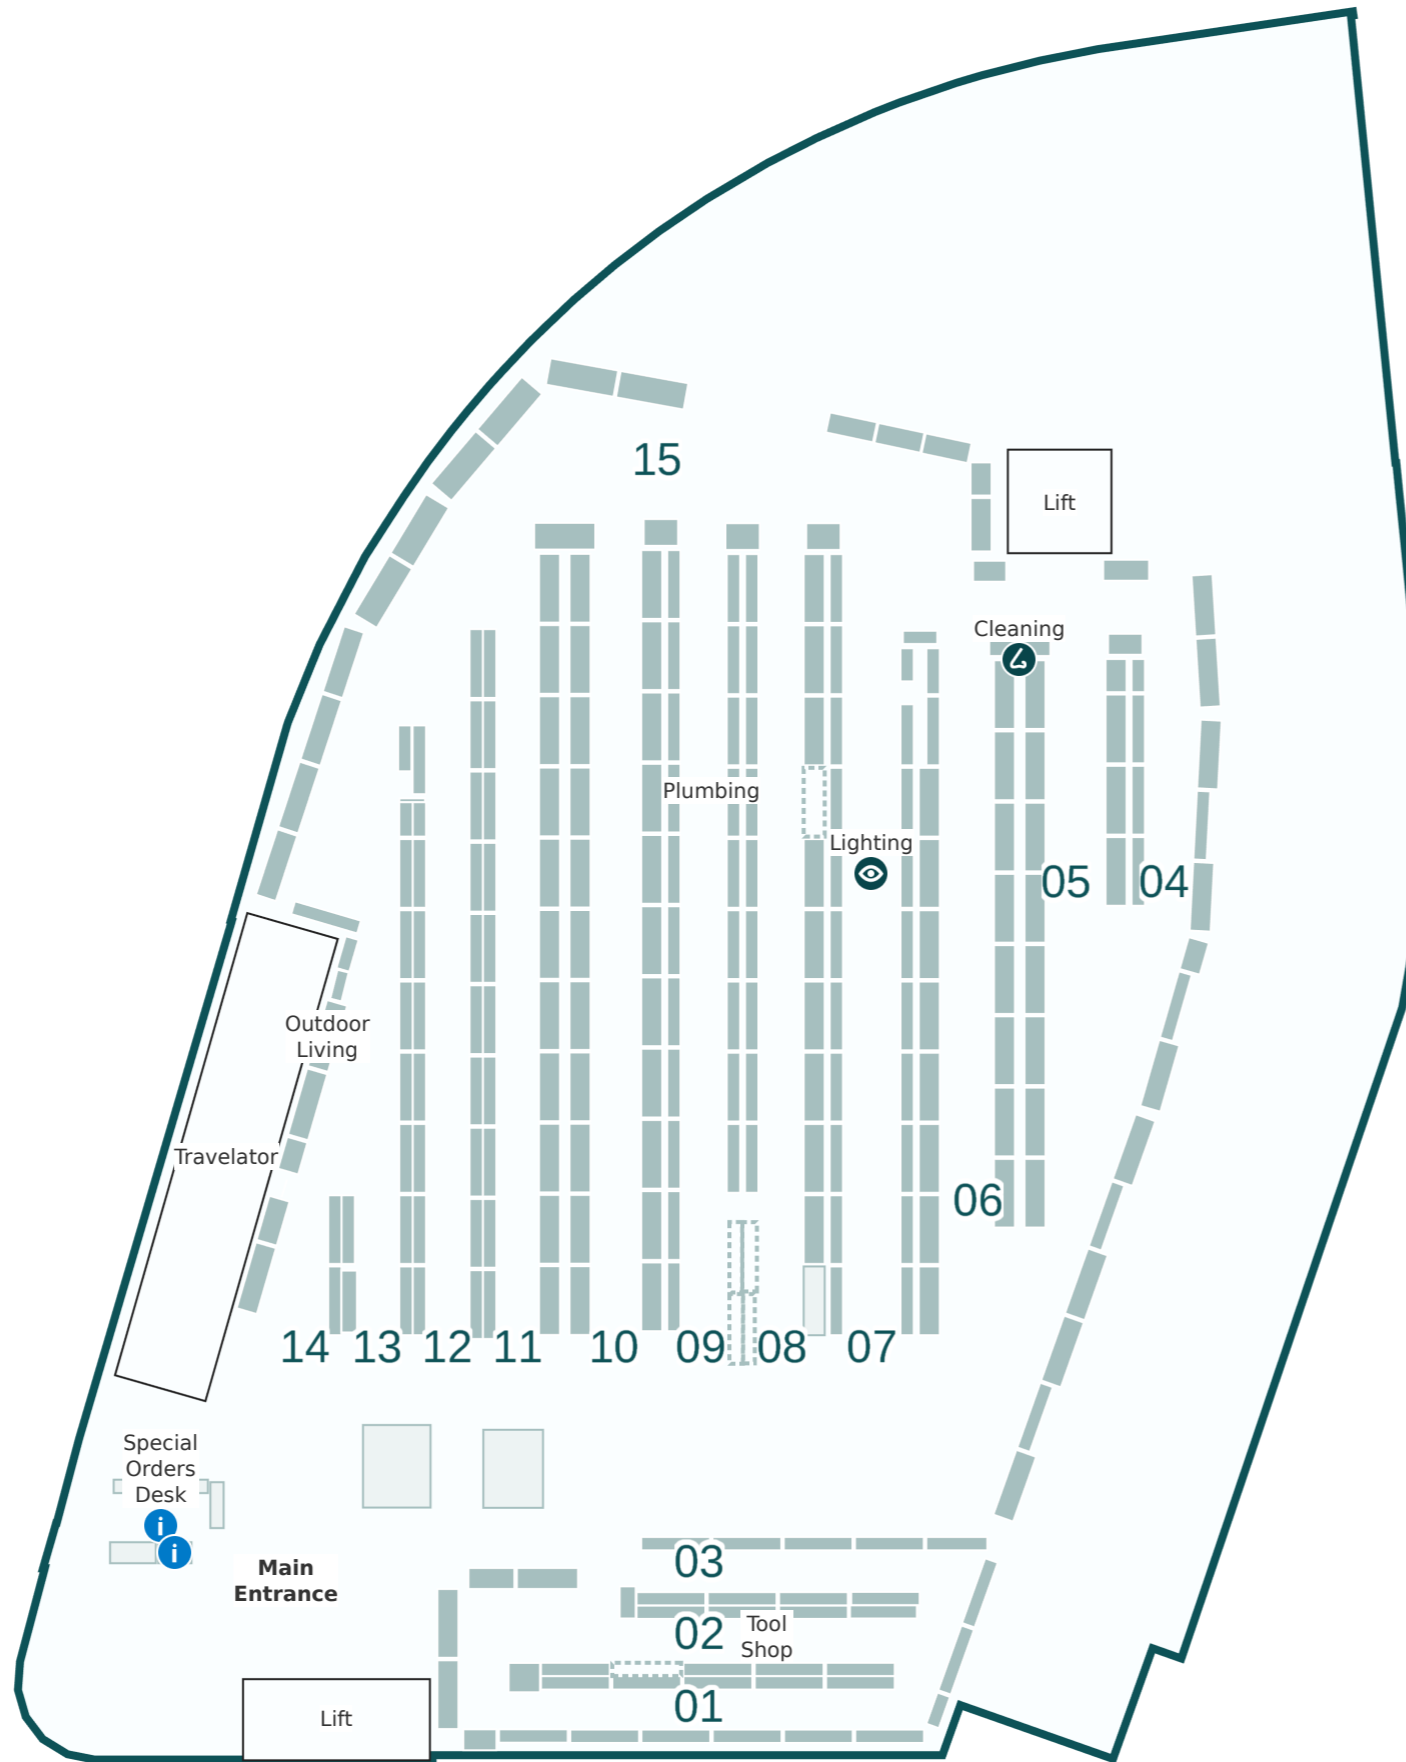 15
Lift
Cleaning
Plumbing
Lighting
05
04
Outdoor
Living
Travelator
06
14
13
12
11
10
09
08
07
Special
Orders
Desk
i
i
Main
Entrance
03
02
Tool
Shop
01
Lift